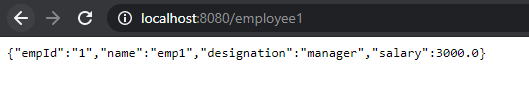 localhost:8080/employee1
{"empId":"1","name":"emp1","designation":"manager","salary":3000.0}